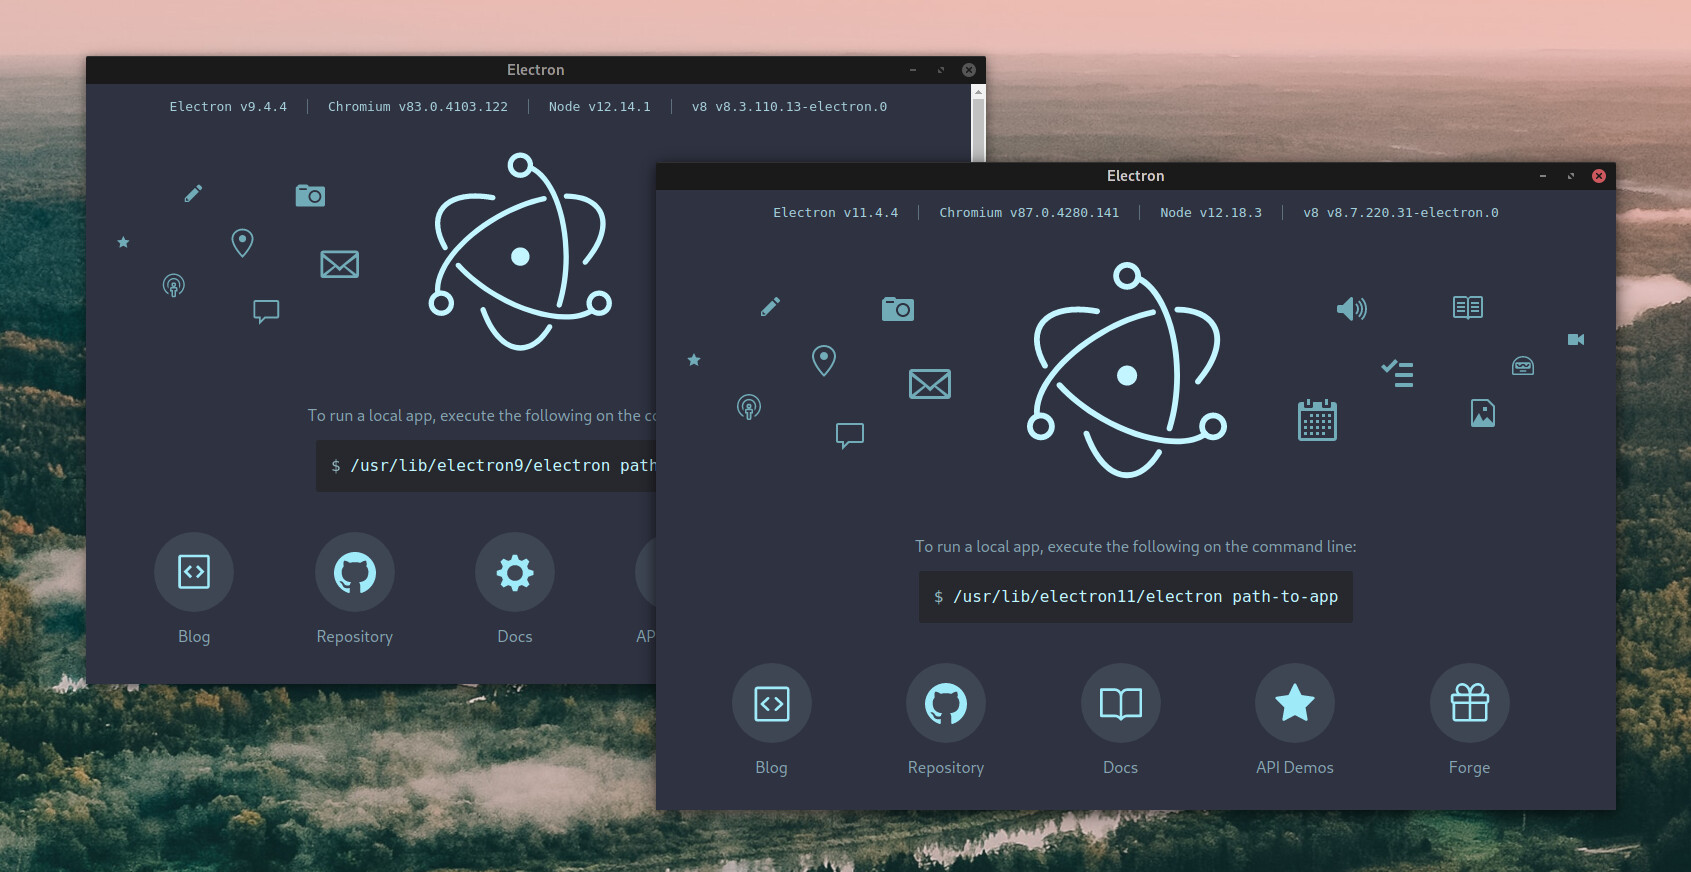 Electron
Electron v9.4.4 Chromium v83.0.4103.122 Node v12.14.1 v8 v8.3.110.13-electron.0
To run a local app, execute the following on the
$ /usr/lib/electron9/electron path
Blog Repository Docs AP
Electron
Electron v11.4.4 Chromium v87.0.4280.141 Node v12.18.3 v8 v8.7.220.31-electron.0
To run a local app, execute the following on the command line:
$ /usr/lib/electron11/electron path-to-app
Blog Repository Docs API Demos Forge